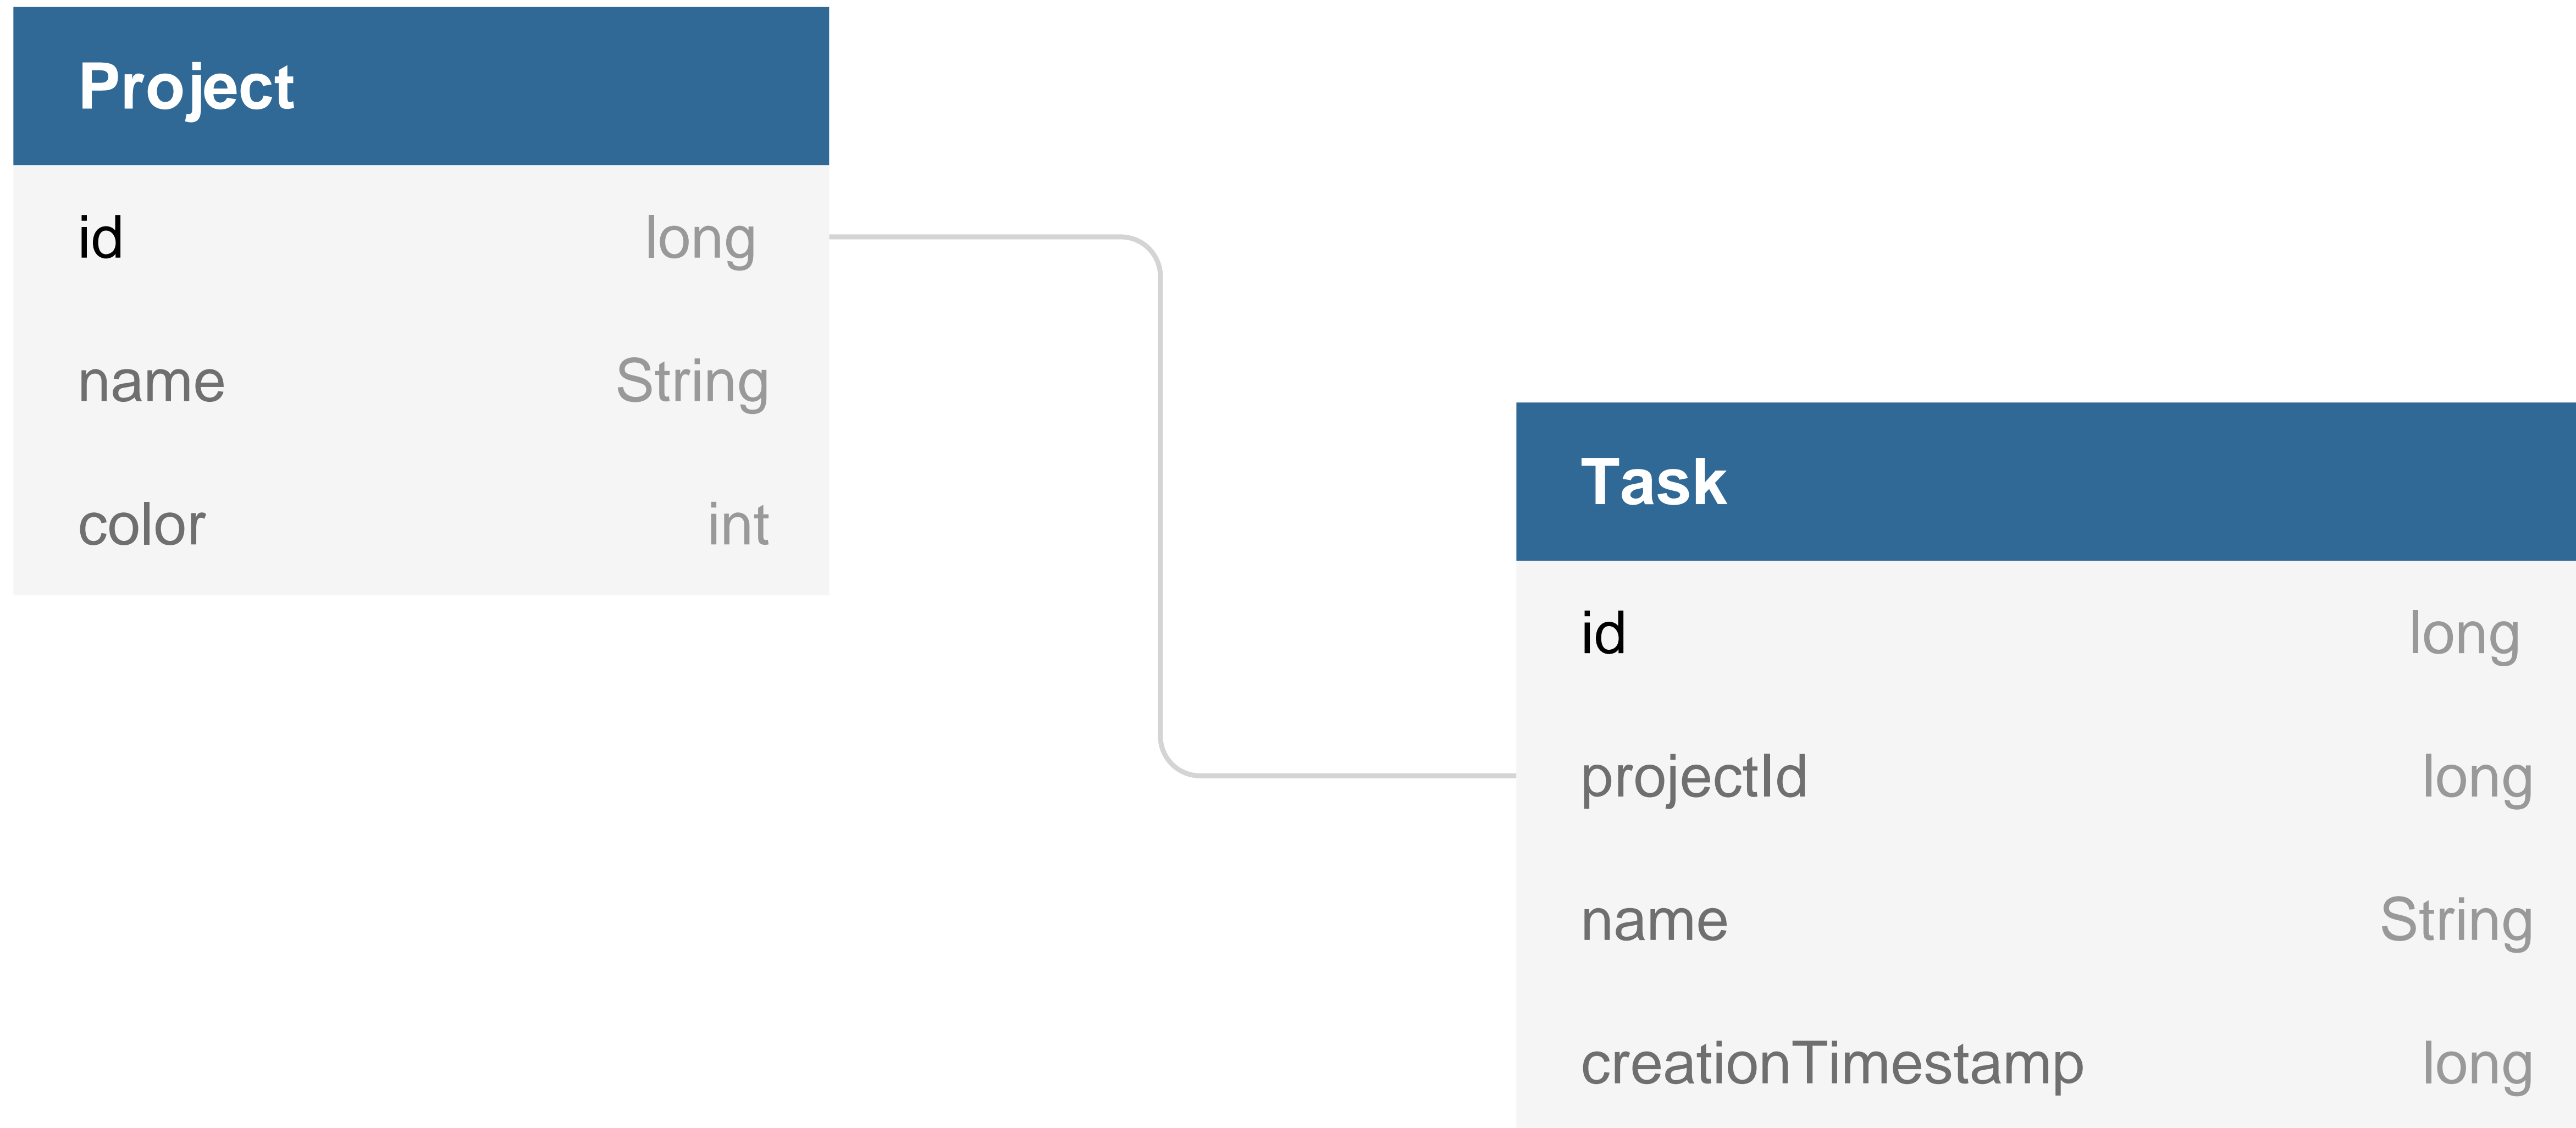 Project
id long
name String
color int
Task
id long
projectId long
name String
creationTimestamp long